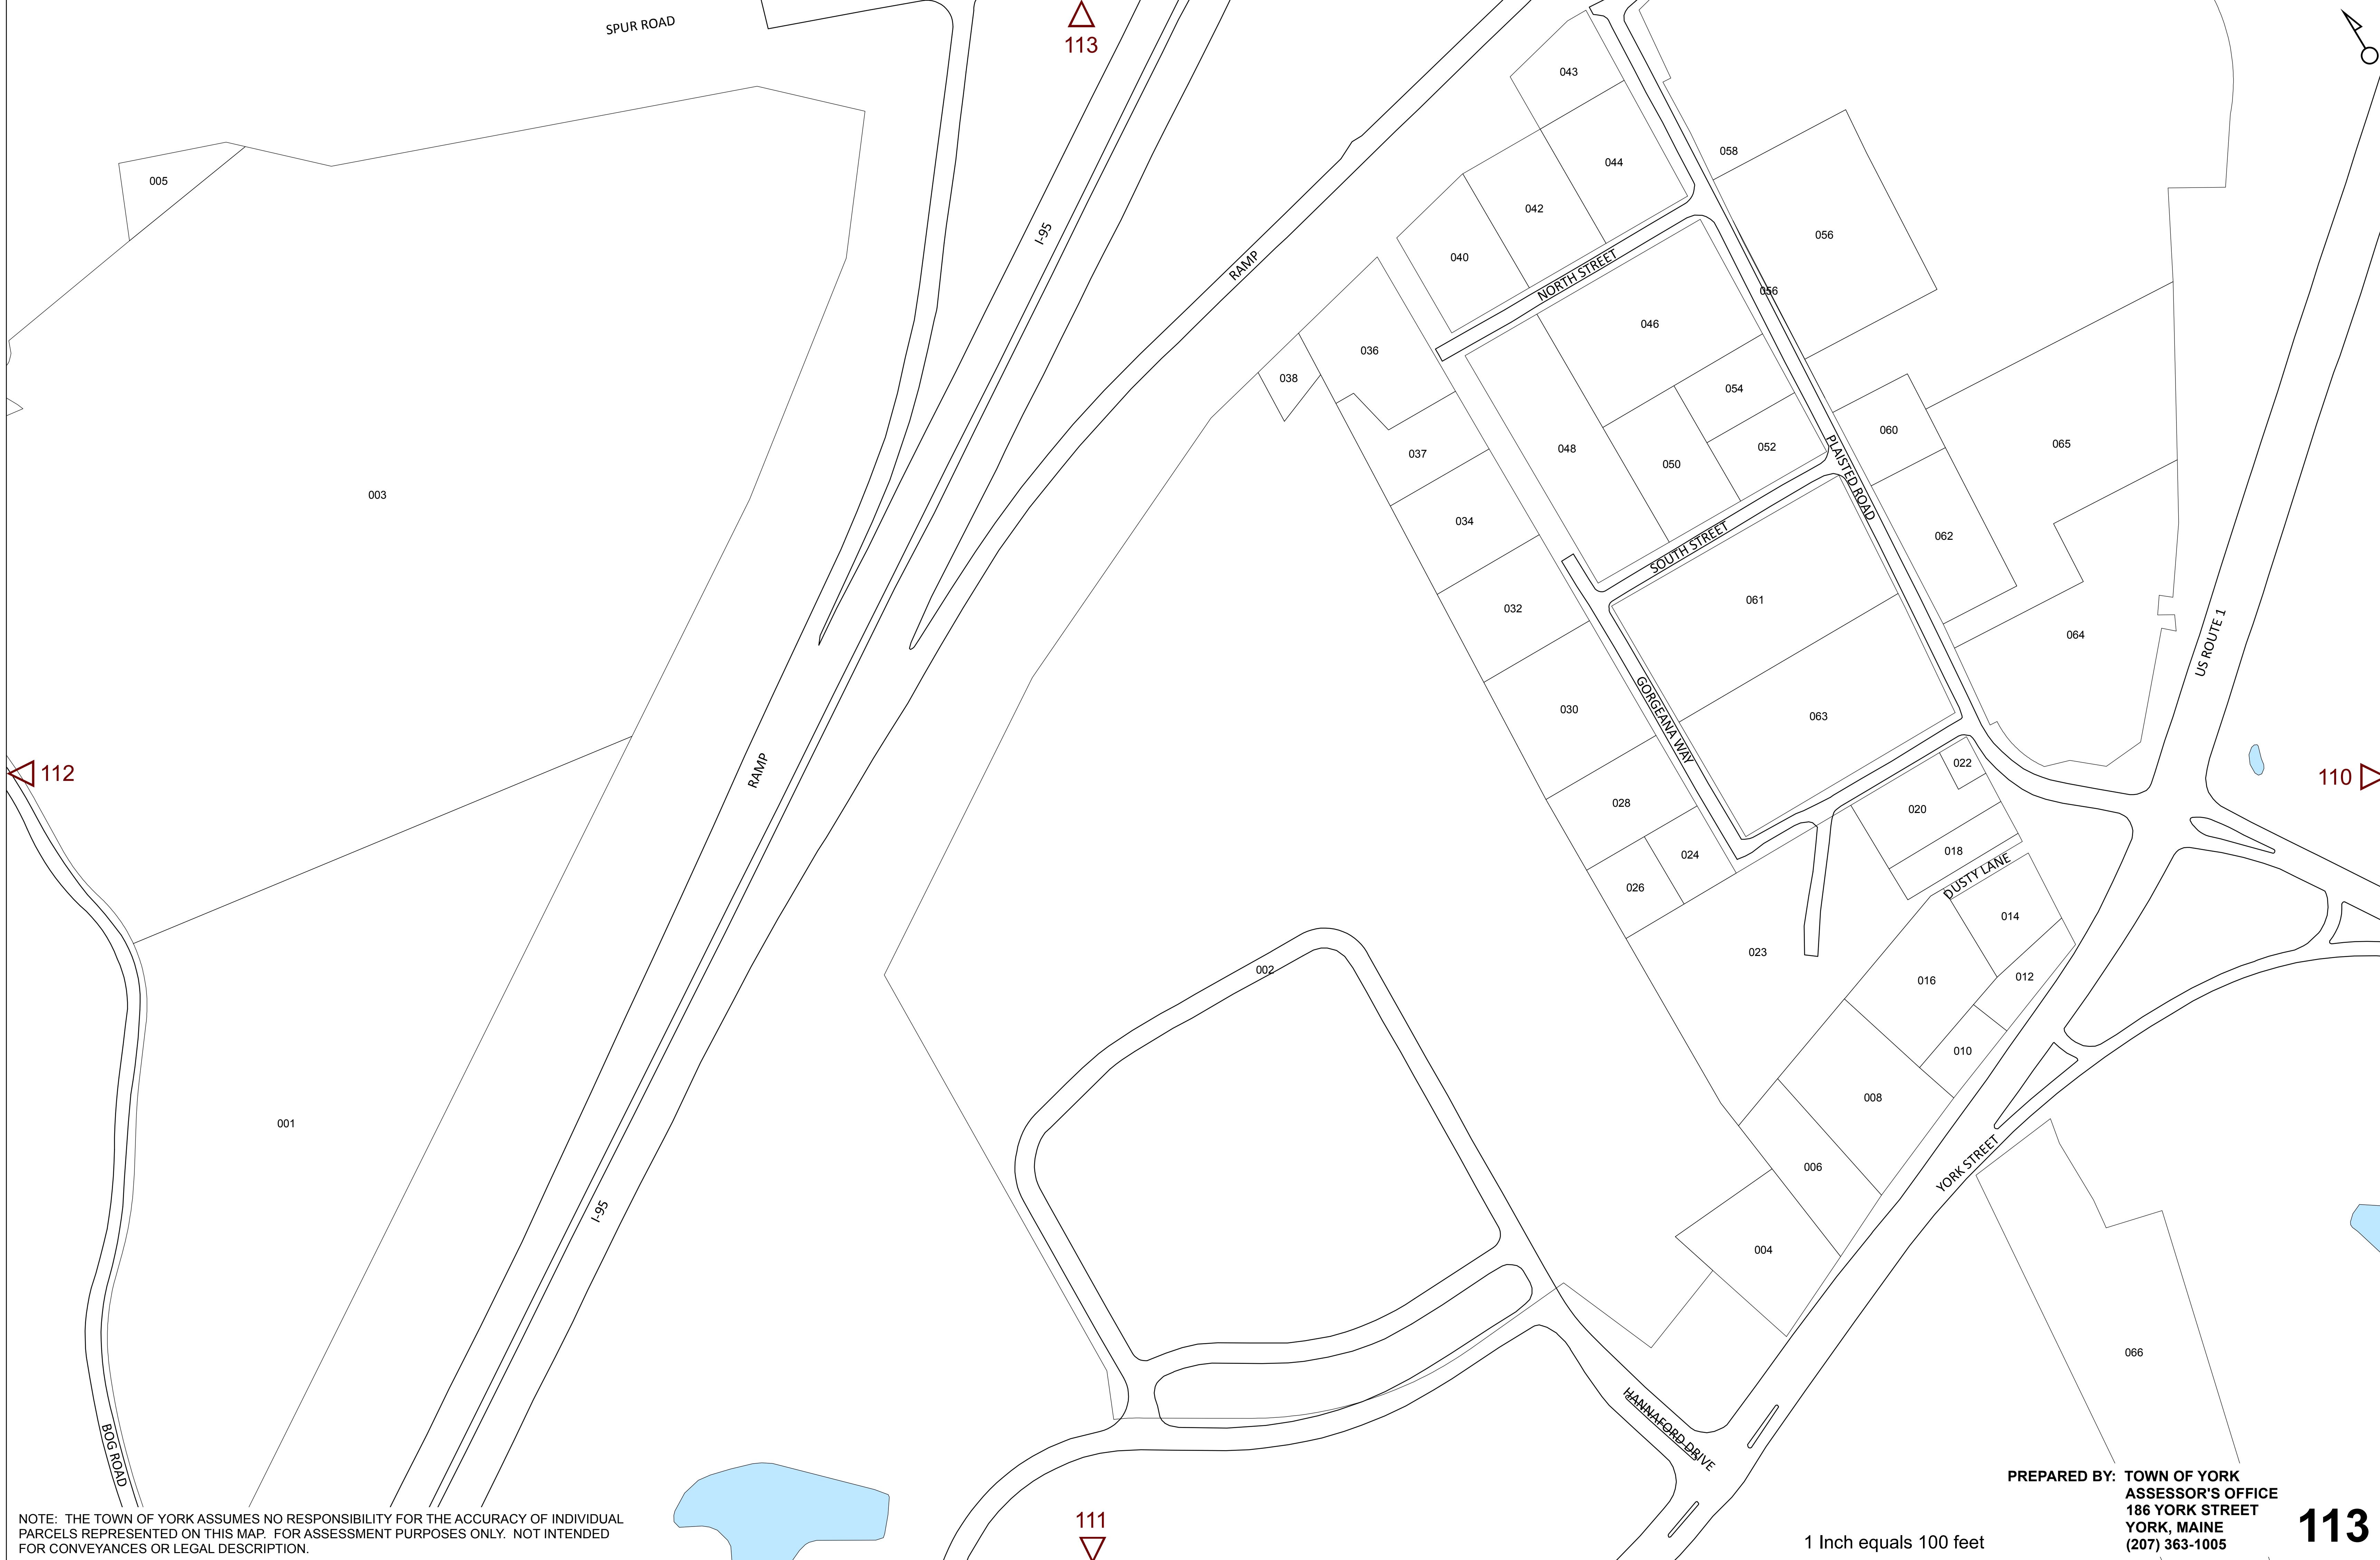 SPUR ROAD
113
043
058
044
005
042
056
I-95
040
RAMP
NORTH STREET
056
046
036
038
054
060
065
048
052
037
050
PLAISTED ROAD
003
034
062
SOUTH STREET
061
032
064
US ROUTE 1
030
063
GORGEANA WAY
022
112
RAMP
110
028
020
024
018
DUSTY LANE
026
014
023
002
016
012
010
008
001
YORK STREET
006
I-95
004
066
HANNAFORD DRIVE
BOG ROAD
NOTE: THE TOWN OF YORK ASSUMES NO RESPONSIBILITY FOR THE ACCURACY OF INDIVIDUAL
PARCELS REPRESENTED ON THIS MAP. FOR ASSESSMENT PURPOSES ONLY. NOT INTENDED
FOR CONVEYANCES OR LEGAL DESCRIPTION.
111
1 Inch equals 100 feet
PREPARED BY: TOWN OF YORK
ASSESSOR'S OFFICE
186 YORK STREET
YORK, MAINE
(207) 363-1005
113